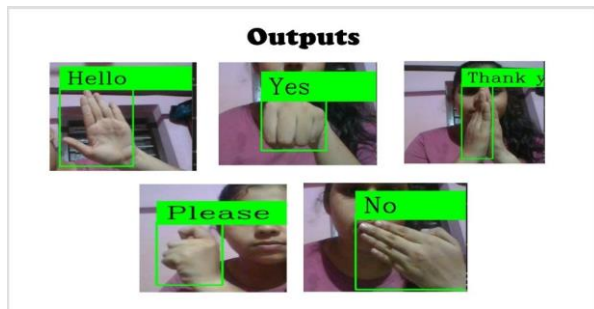 Outputs
Hello
Yes
Thank y
Please
No